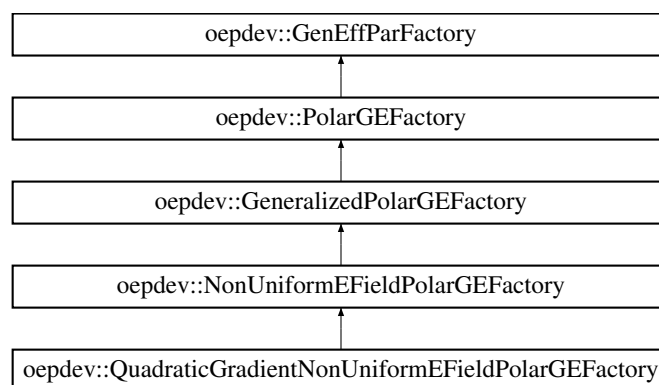 oepdev::GenEffParFactory
oepdev::PolarGEFactory
oepdev::GeneralizedPolarGEFactory
oepdev::NonUniformEFieldPolarGEFactory
oepdev::QuadraticGradientNonUniformEFieldPolarGEFactory